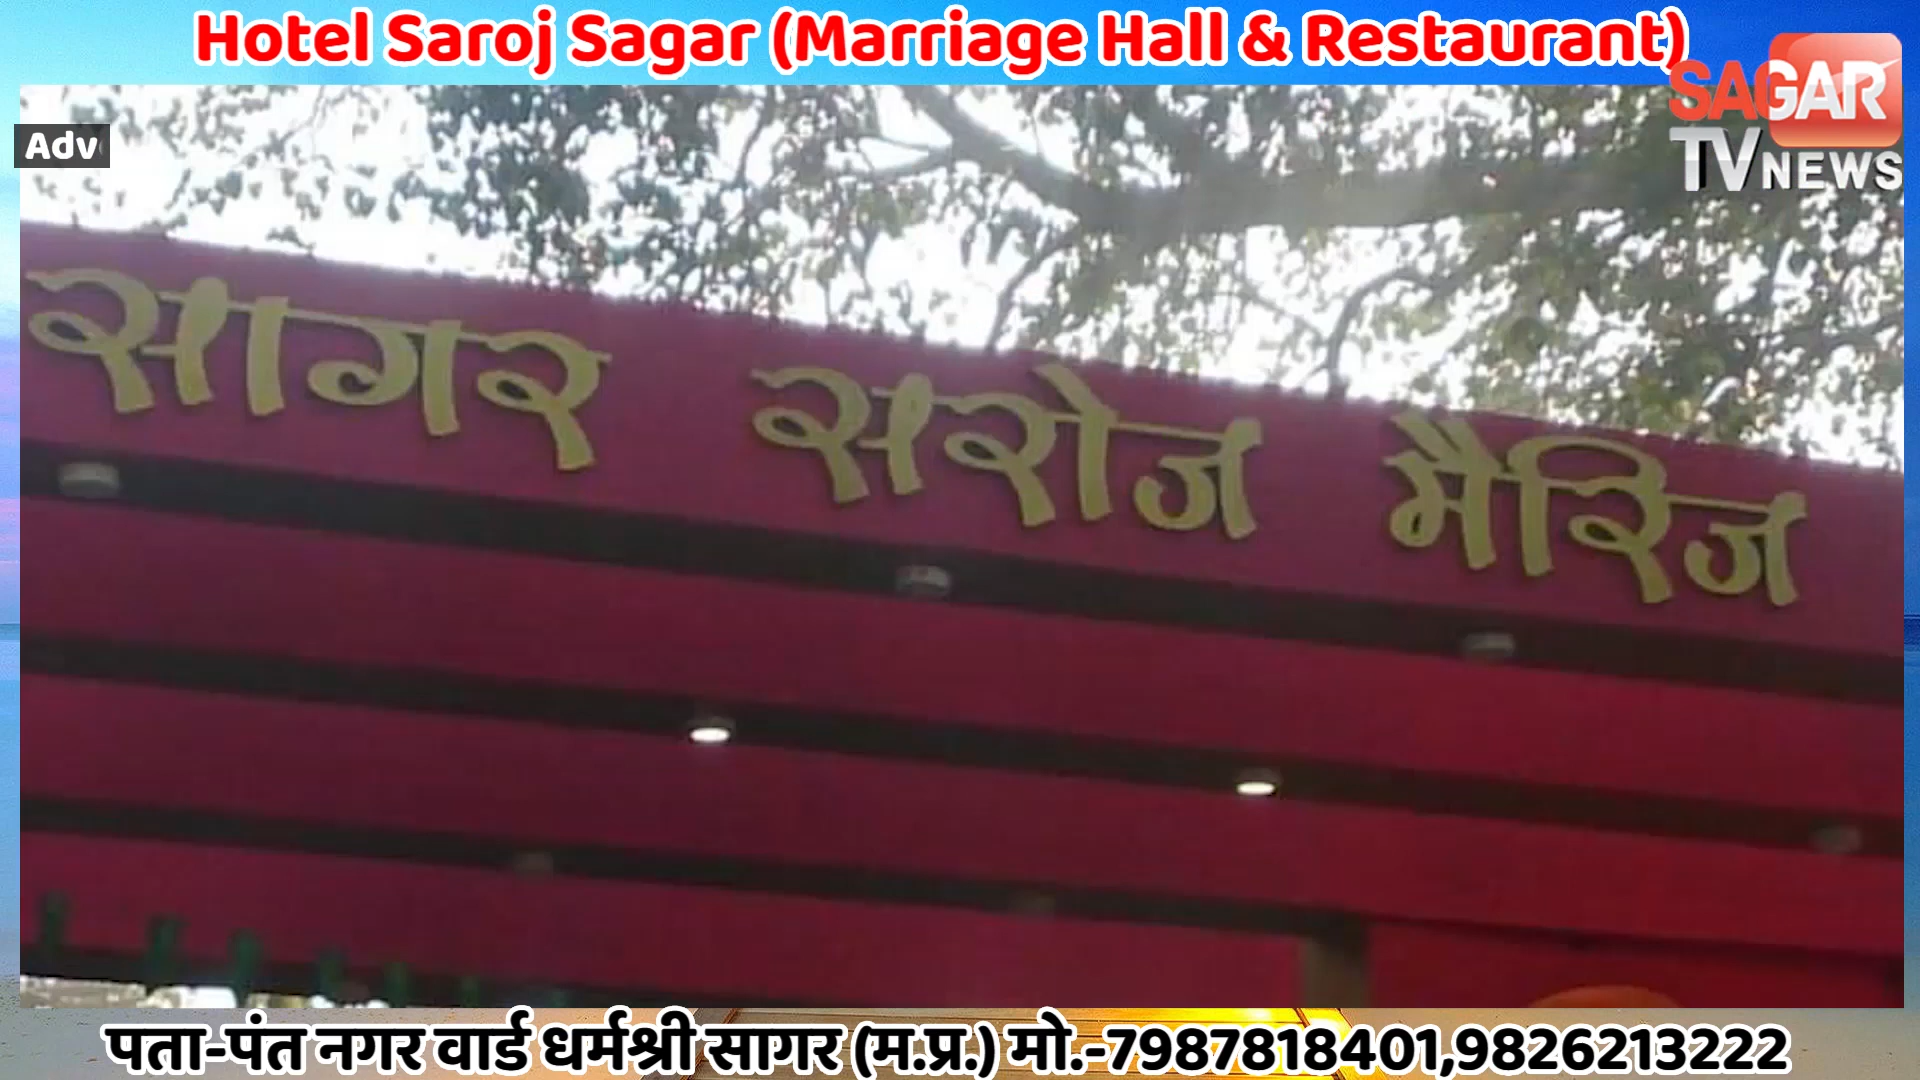 Hotel Saroj Sagar (Marriage Hall & Restaurant)
SAGAR
TV NEWS
Adv
सागर सरोज मैरिज
पता-पंत नगर वार्ड धर्मश्री सागर (म.प्र.) मो.-7987818401,9826213222